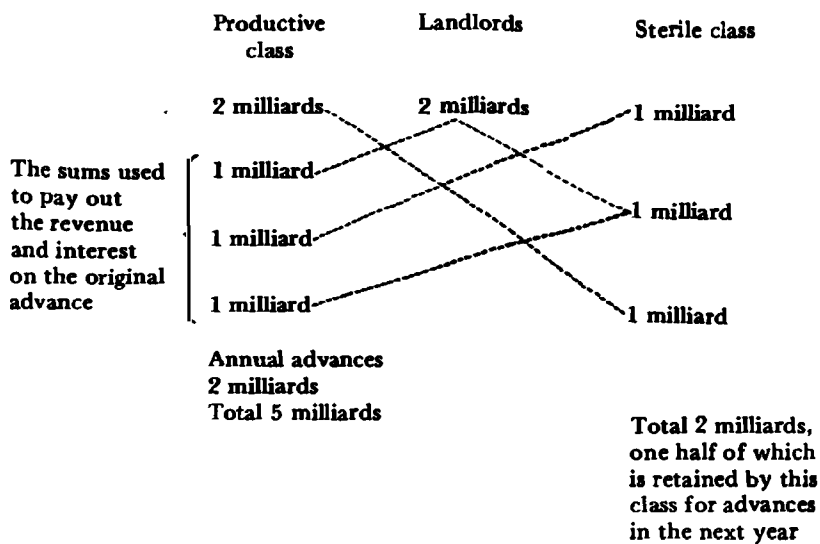 Productive
class
Landlords
Sterile class
2 milliards
2 milliards
1 milliard
The sums used
to pay out
the revenue
and interest
on the original
advance
1 milliard
1 milliard
1 milliard
1 milliard
1 milliard
Annual advances
2 milliards
Total 5 milliards
Total 2 milliards,
one half of which
is retained by this
class for advances
in the next year